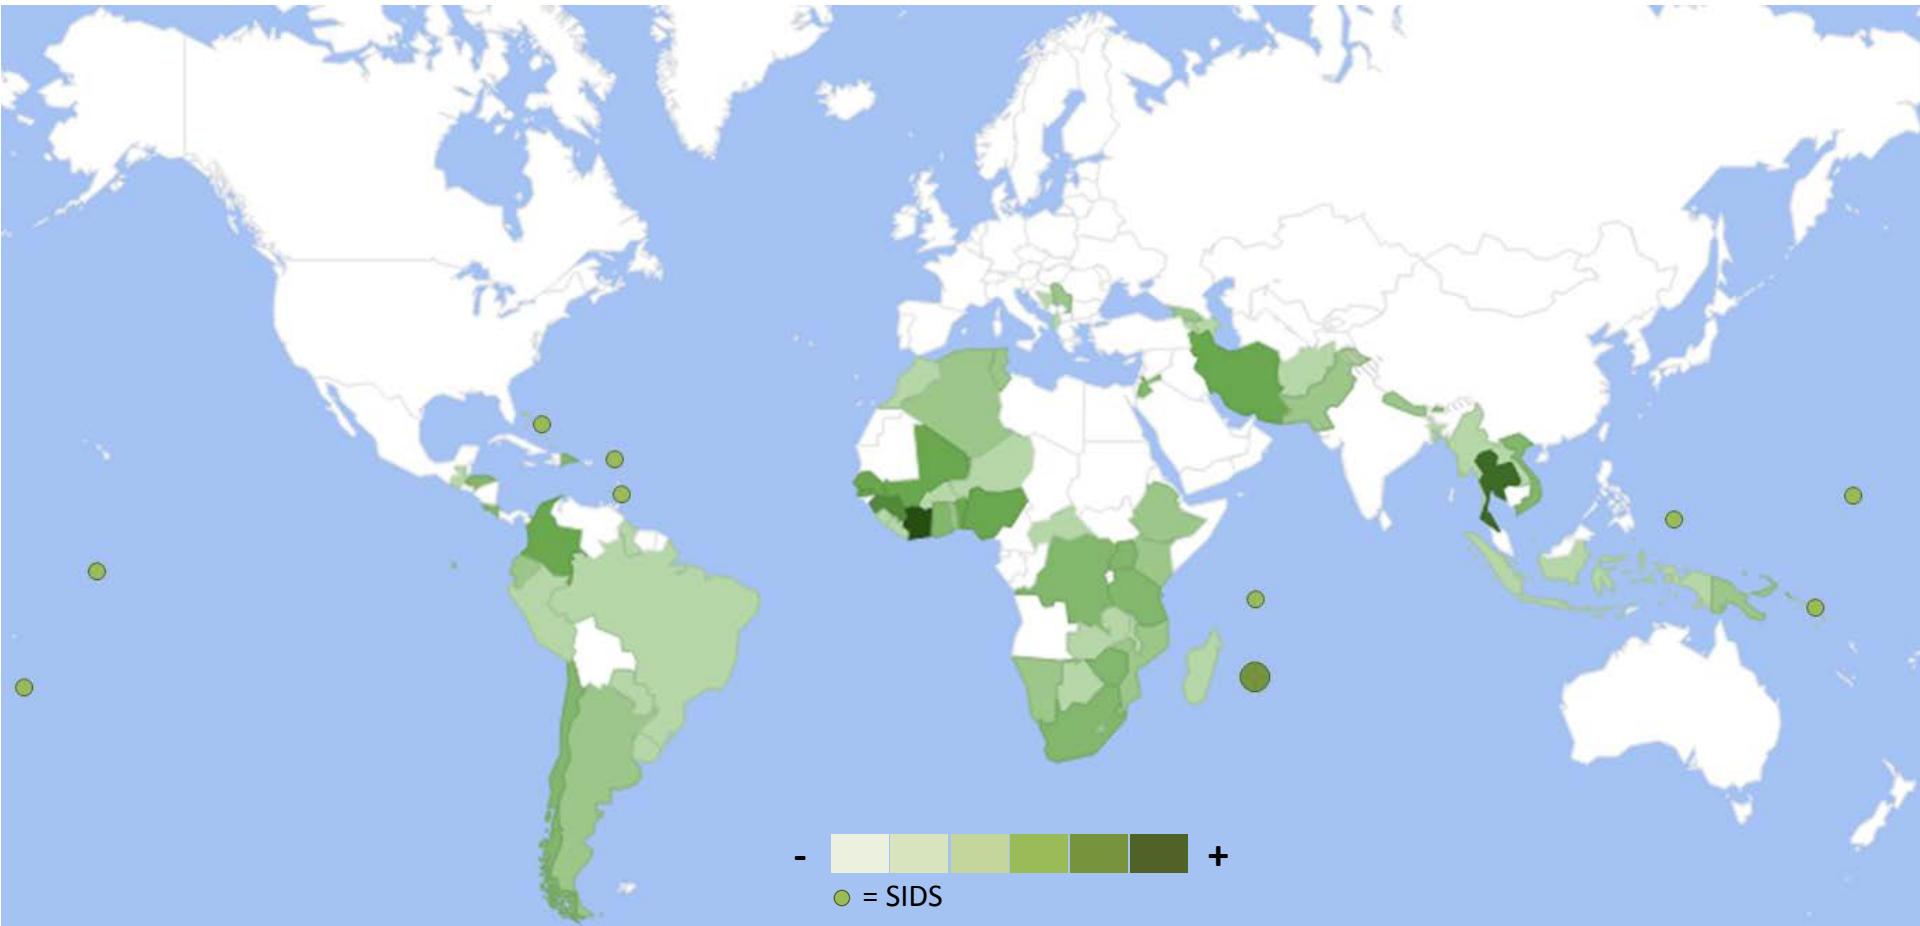 - +
= SIDS